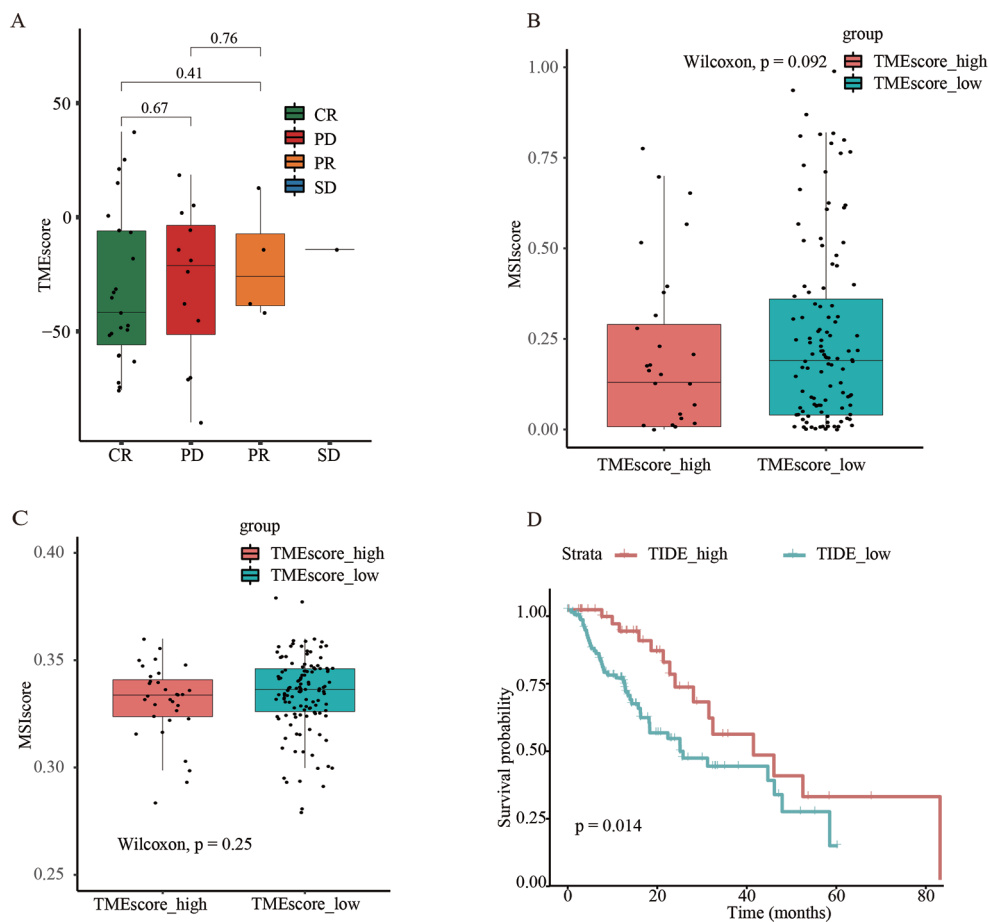 A
0.76
0.41
0.67
CR
PD
PR
SD
50
0
−50
TMEscore
CR PD PR SD
B
group
Wilcoxon, p = 0.092
TMEscore_high
TMEscore_low
1.00
0.75
0.50
0.25
0.00
MSIscore
TMEscore_high TMEscore_low
C
group
TMEscore_high
TMEscore_low
0.40
0.35
0.30
0.25
MSIscore
Wilcoxon, p = 0.25
TMEscore_high TMEscore_low
D
Strata TIDE_high TIDE_low
1.00
0.75
0.50
0.25
0.00
Survival probability
p = 0.014
0 20 40 60 80
Time (months)